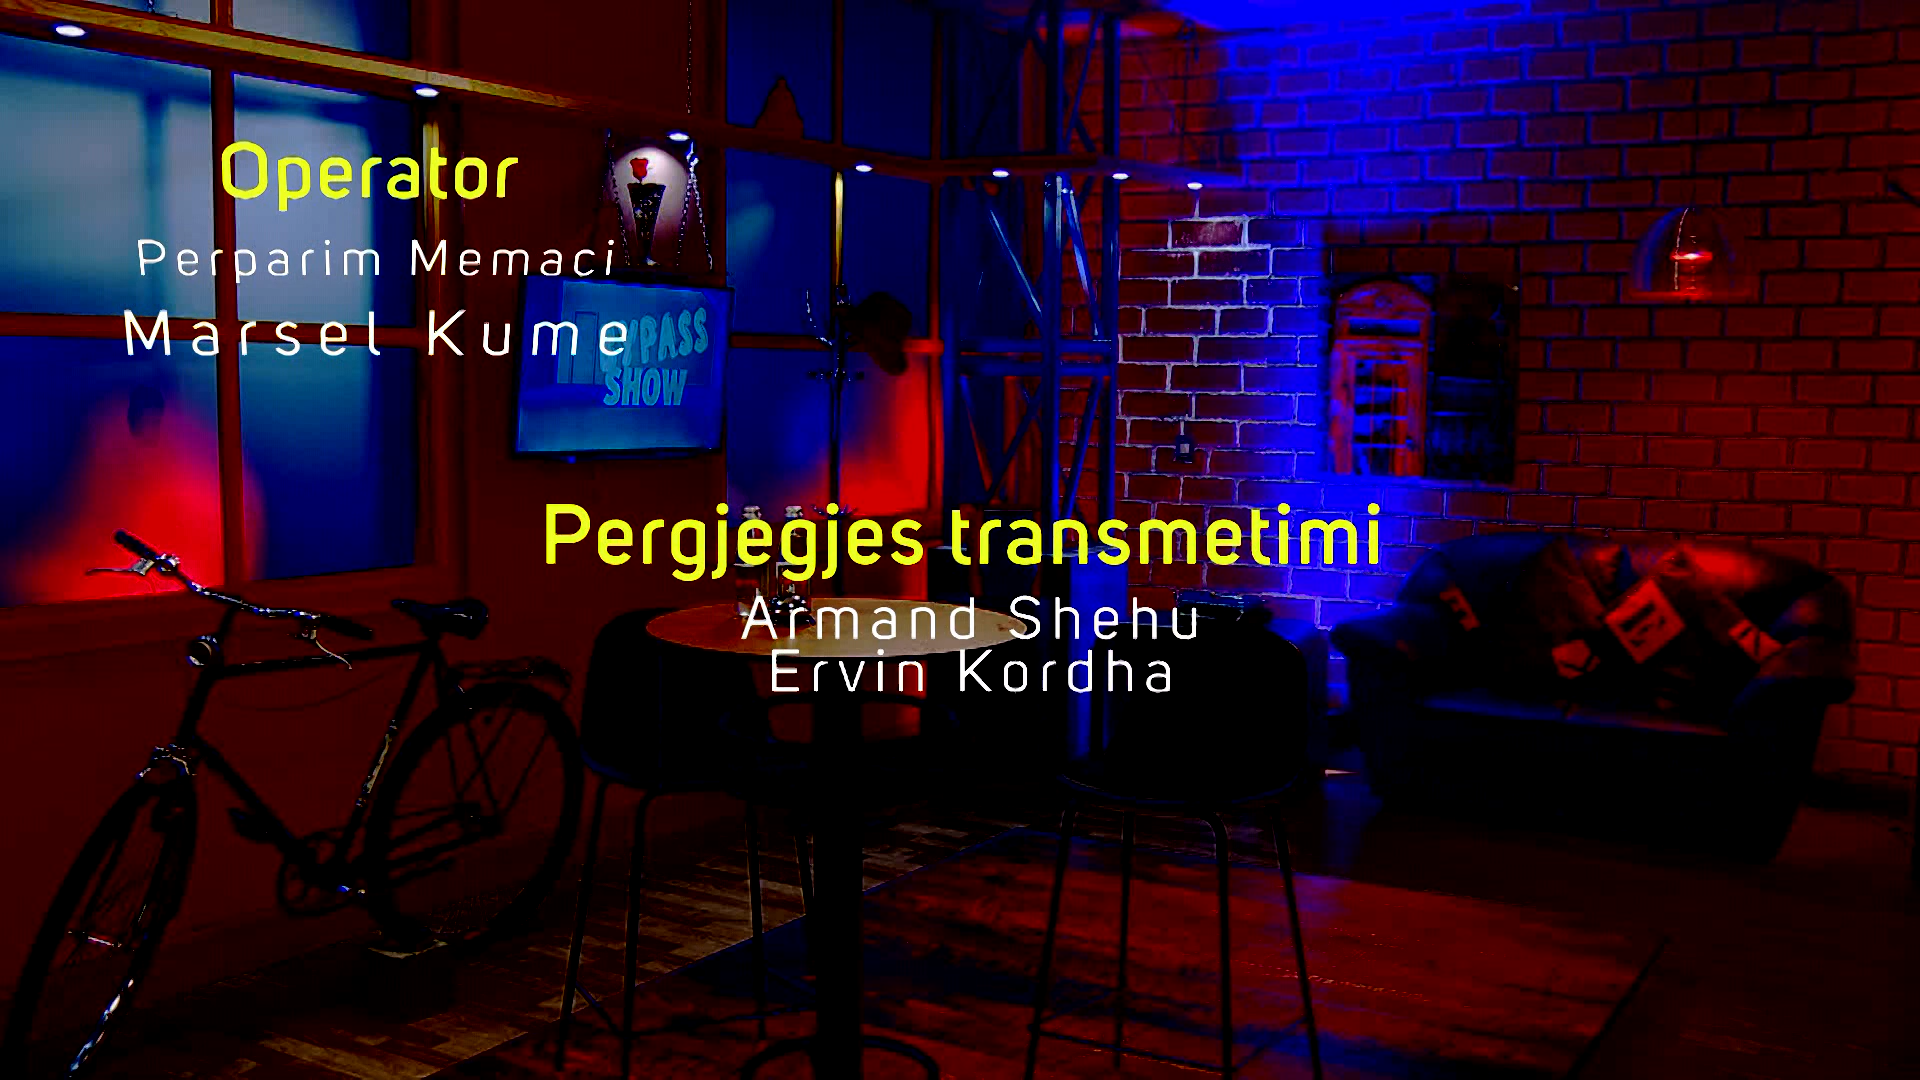 Operator
Perparim Memaci
Marsel Kume
PASS
SHOW
Pergjegjes transmetimi
Armand Shehu
Ervin Kordha